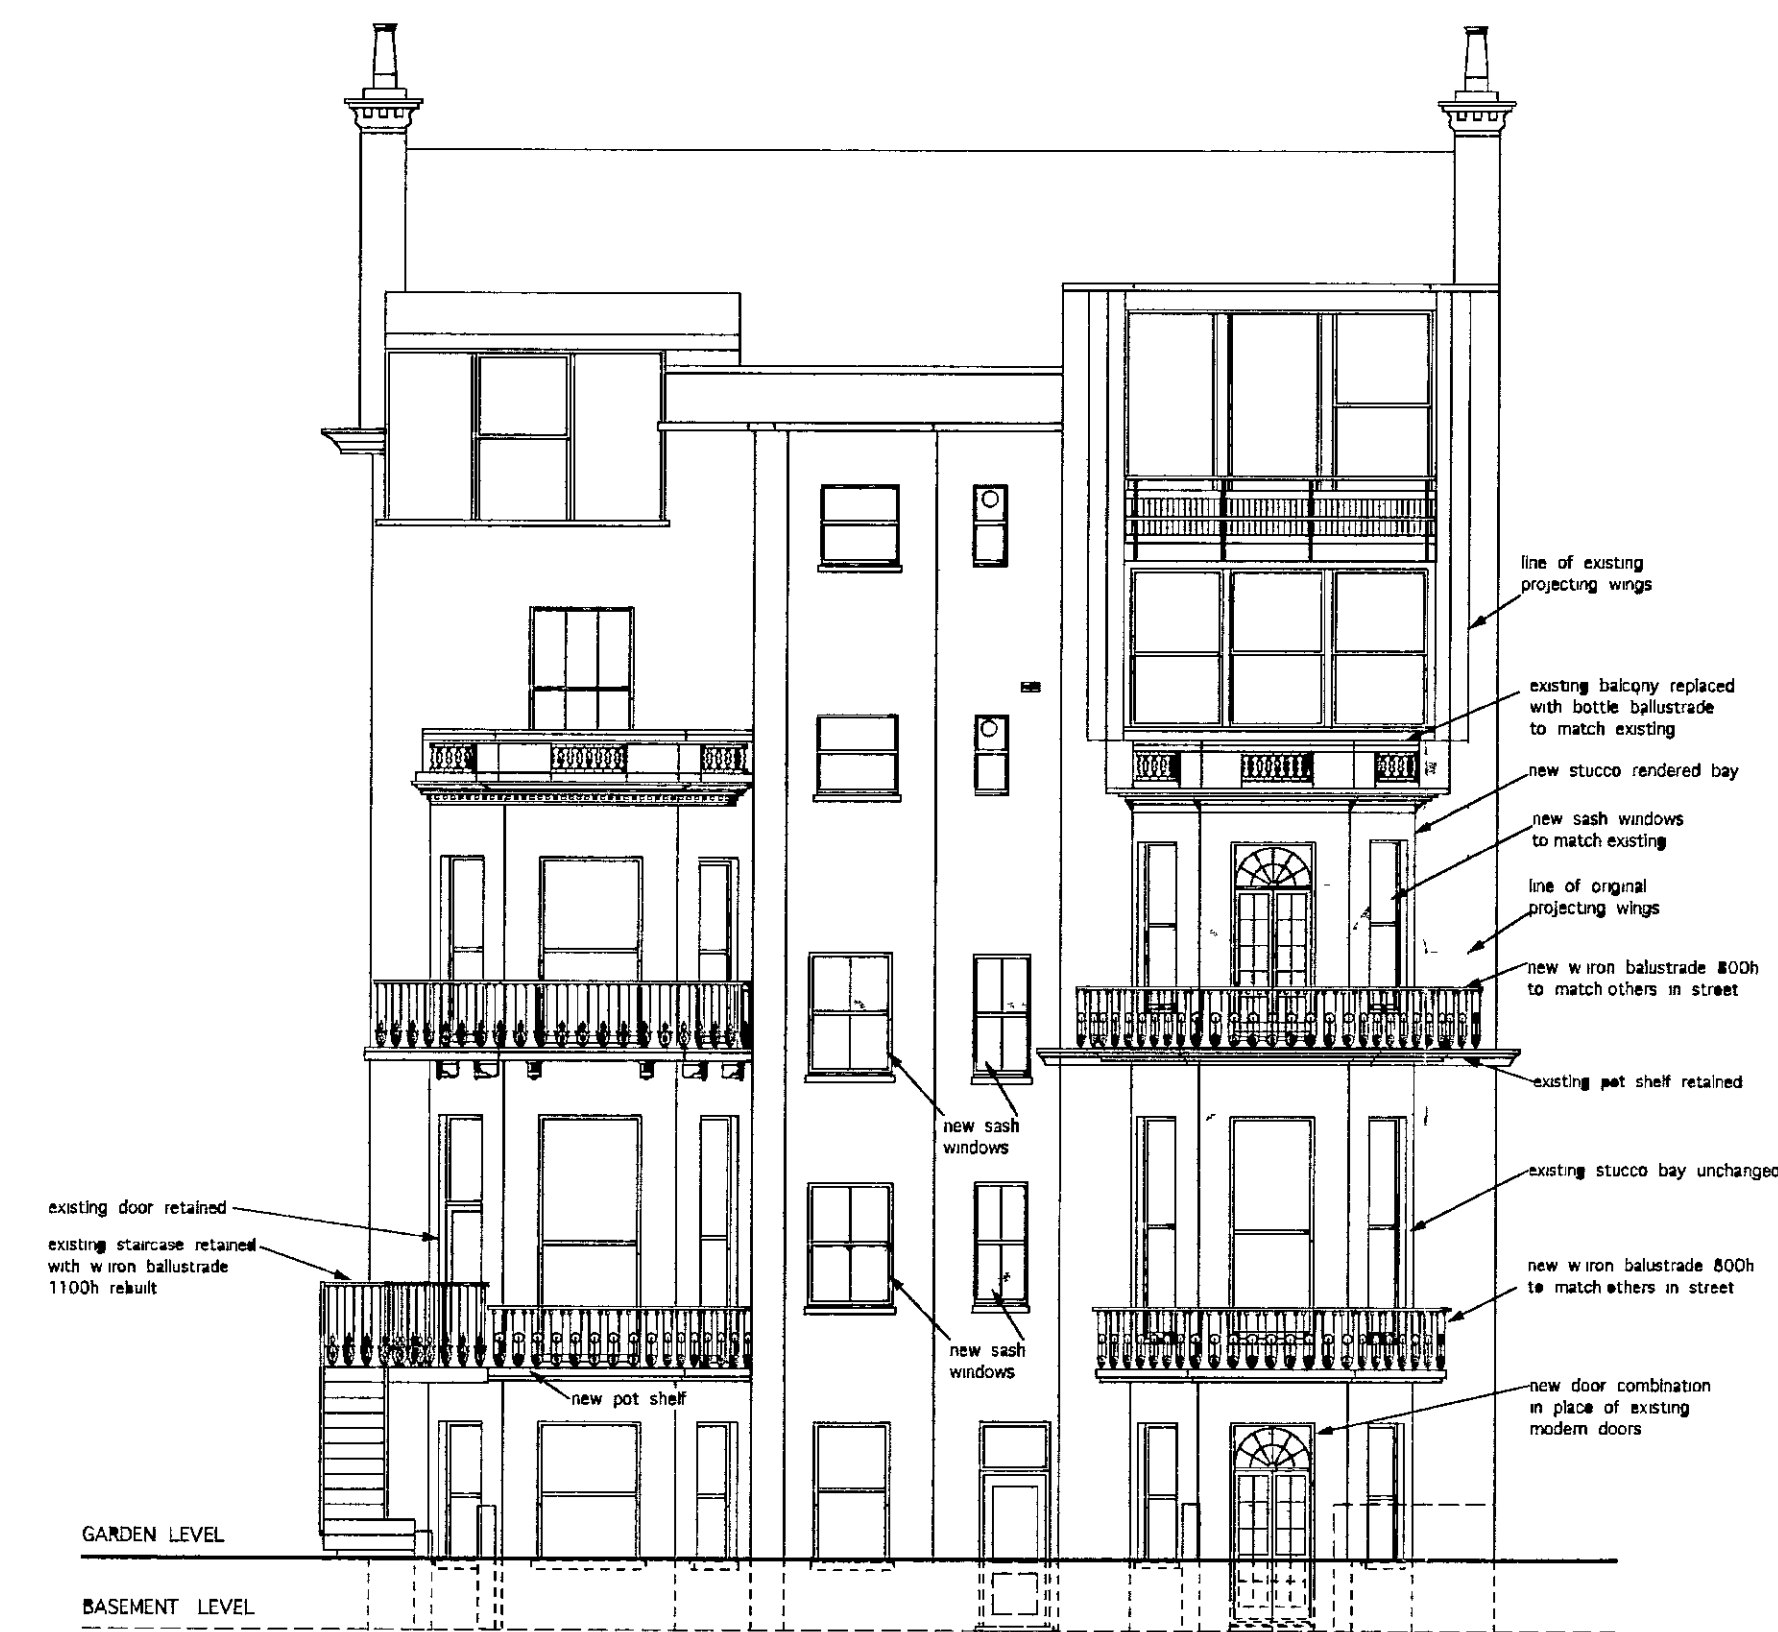 line of existing
projecting wings
existing balcony replaced
with bottle ballustrade
to match existing
new stucco rendered bay
new sash windows
to match existing
line of original
projecting wings
new w iron balustrade 800h
to match others in street
existing pot shelf retained
new sash
windows
existing stucco bay unchanged
existing door retained
existing staircase retained
with w iron ballustrade
1100h rebuilt
new w iron balustrade 800h
to match others in street
new sash
windows
new pot shelf
new door combination
in place of existing
modern doors
GARDEN LEVEL
BASEMENT LEVEL